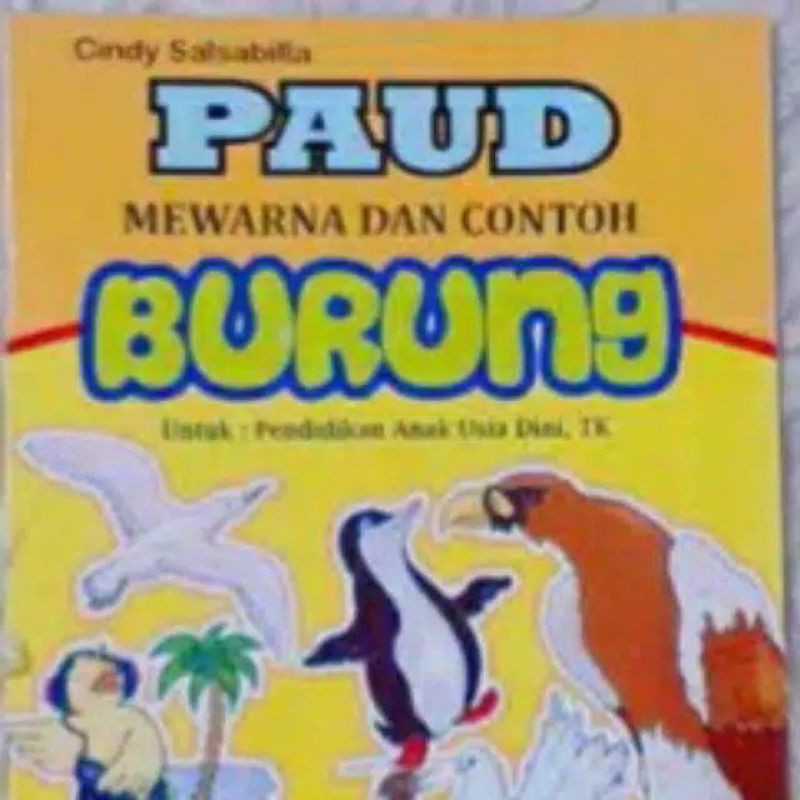 Cindy Salsabilla
PAUD
MEWARNA DAN CONTOH
BURUNG
Untuk : Pendidikan Anak Usia Dini, TK